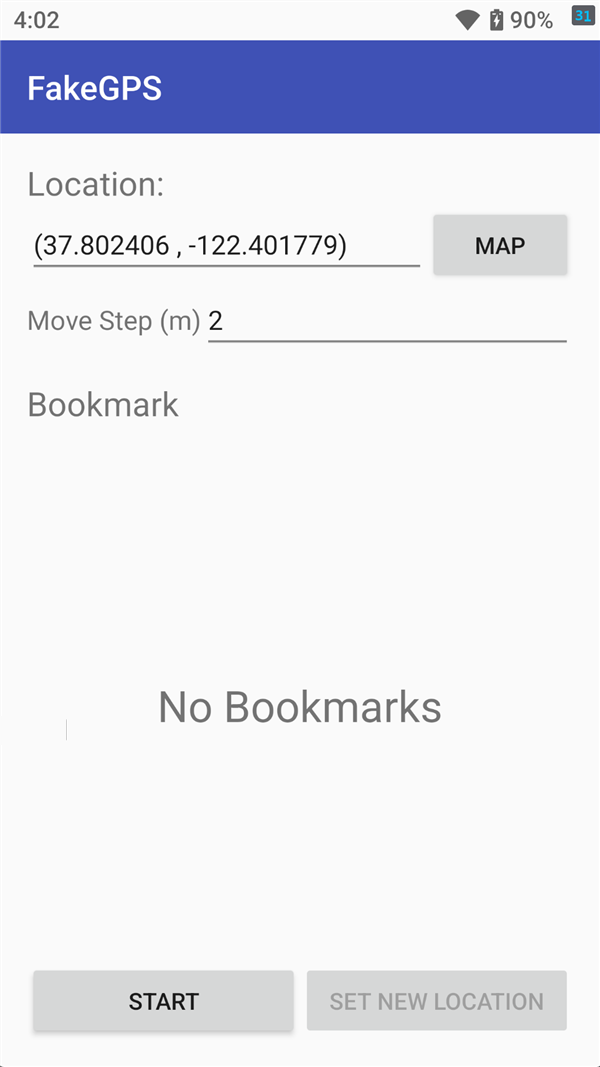 4:02 90% 31
FakeGPS
Location:
(37.802406 , -122.401779) MAP
Move Step (m) 2
Bookmark
No Bookmarks
START SET NEW LOCATION